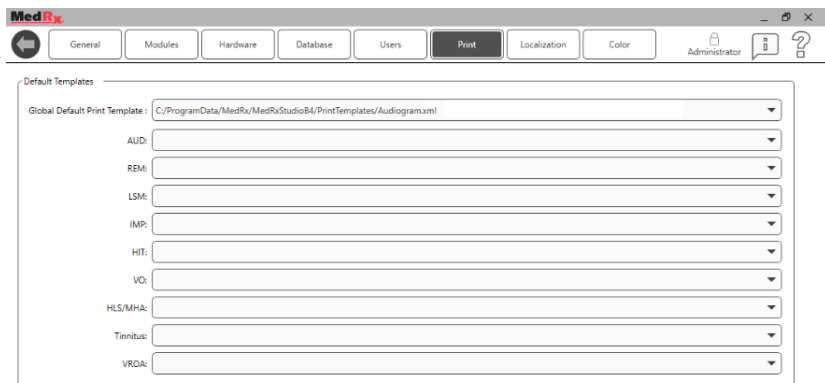 MedRx
General Modules Hardware Database Users Print Localization Color Administrator
Default Templates
Global Default Print Template : C:/ProgramData/MedRx/MedRxStudioB4/PrintTemplates/Audiogram.xml
AUD:
REM:
LSM:
IMP:
HIT:
VO:
HLS/MHA:
Tinnitus:
VROA: